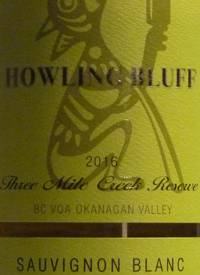 HOWLING BLUFF
2016
Three Mile Creek Reserve
BC VQA OKANAGAN VALLEY
SAUVIGNON BLANC